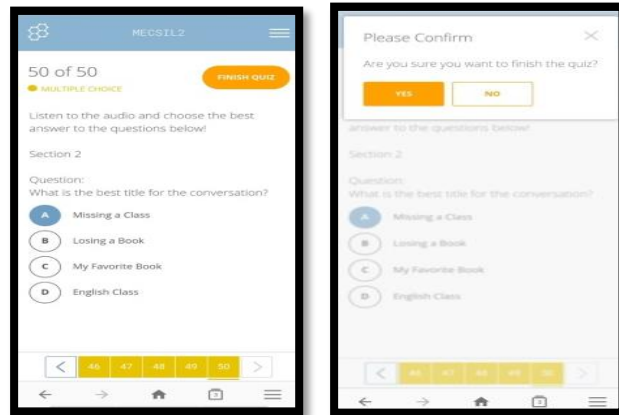 MECSIL2
50 of 50
FINISH QUIZ
MULTIPLE CHOICE
Listen to the audio and choose the best
answer to the questions below!
Section 2
Question:
What is the best title for the conversation?
A Missing a Class
B Losing a Book
C My Favorite Book
D English Class
46 47 48 49 50
Please Confirm
Are you sure you want to finish the quiz?
YES NO
answer to the questions below!
Section 2
Question:
What is the best title for the conversation?
A Missing a Class
B Losing a Book
C My Favorite Book
D English Class
46 47 48 49 50